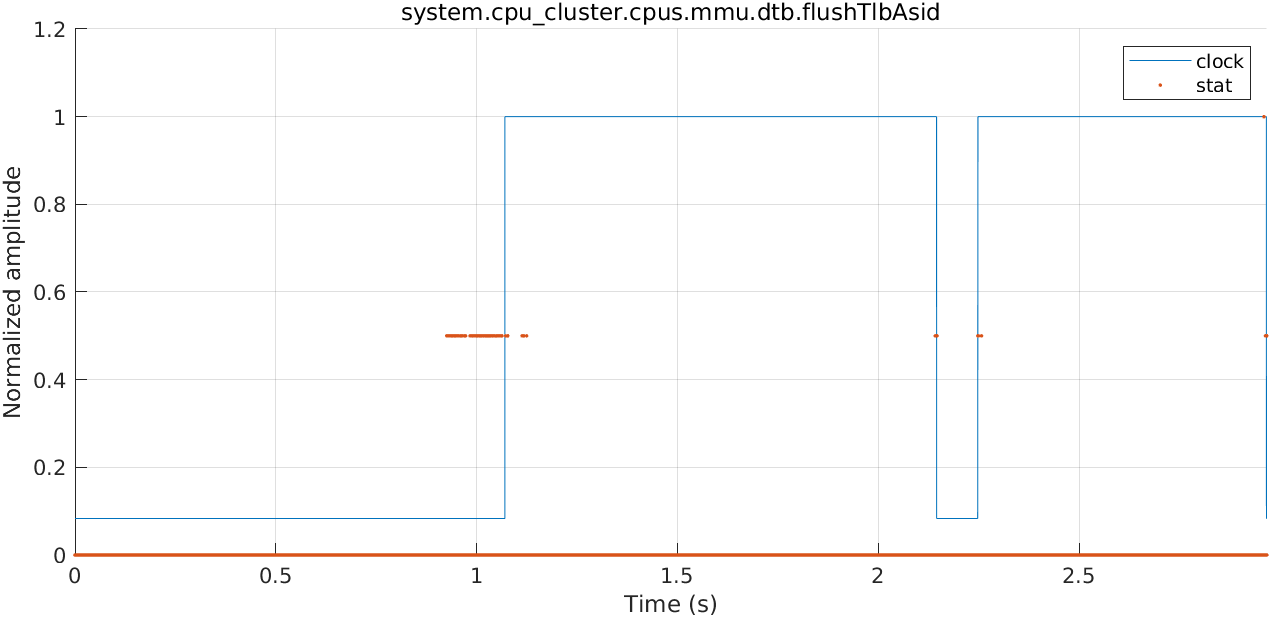 system.cpu_cluster.cpus.mmu.dtb.flushTlbAsid
1.2
1
0.8
0.6
0.4
0.2
0
Normalized amplitude
clock
stat
0 0.5 1 1.5 2 2.5
Time (s)